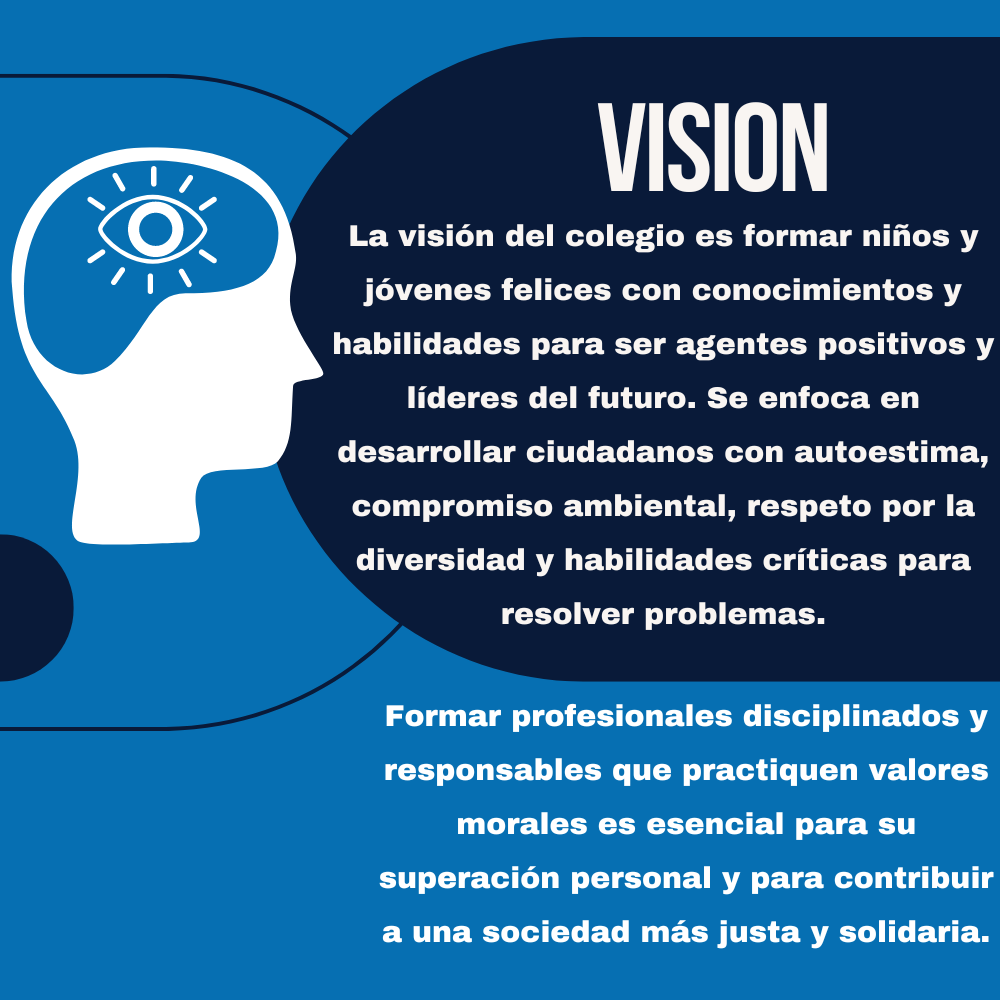 VISION
La visión del colegio es formar niños y
jóvenes felices con conocimientos y
habilidades para ser agentes positivos y
líderes del futuro. Se enfoca en
desarrollar ciudadanos con autoestima,
compromiso ambiental, respeto por la
diversidad y habilidades críticas para
resolver problemas.
Formar profesionales disciplinados y
responsables que practiquen valores
morales es esencial para su
superación personal y para contribuir
a una sociedad más justa y solidaria.